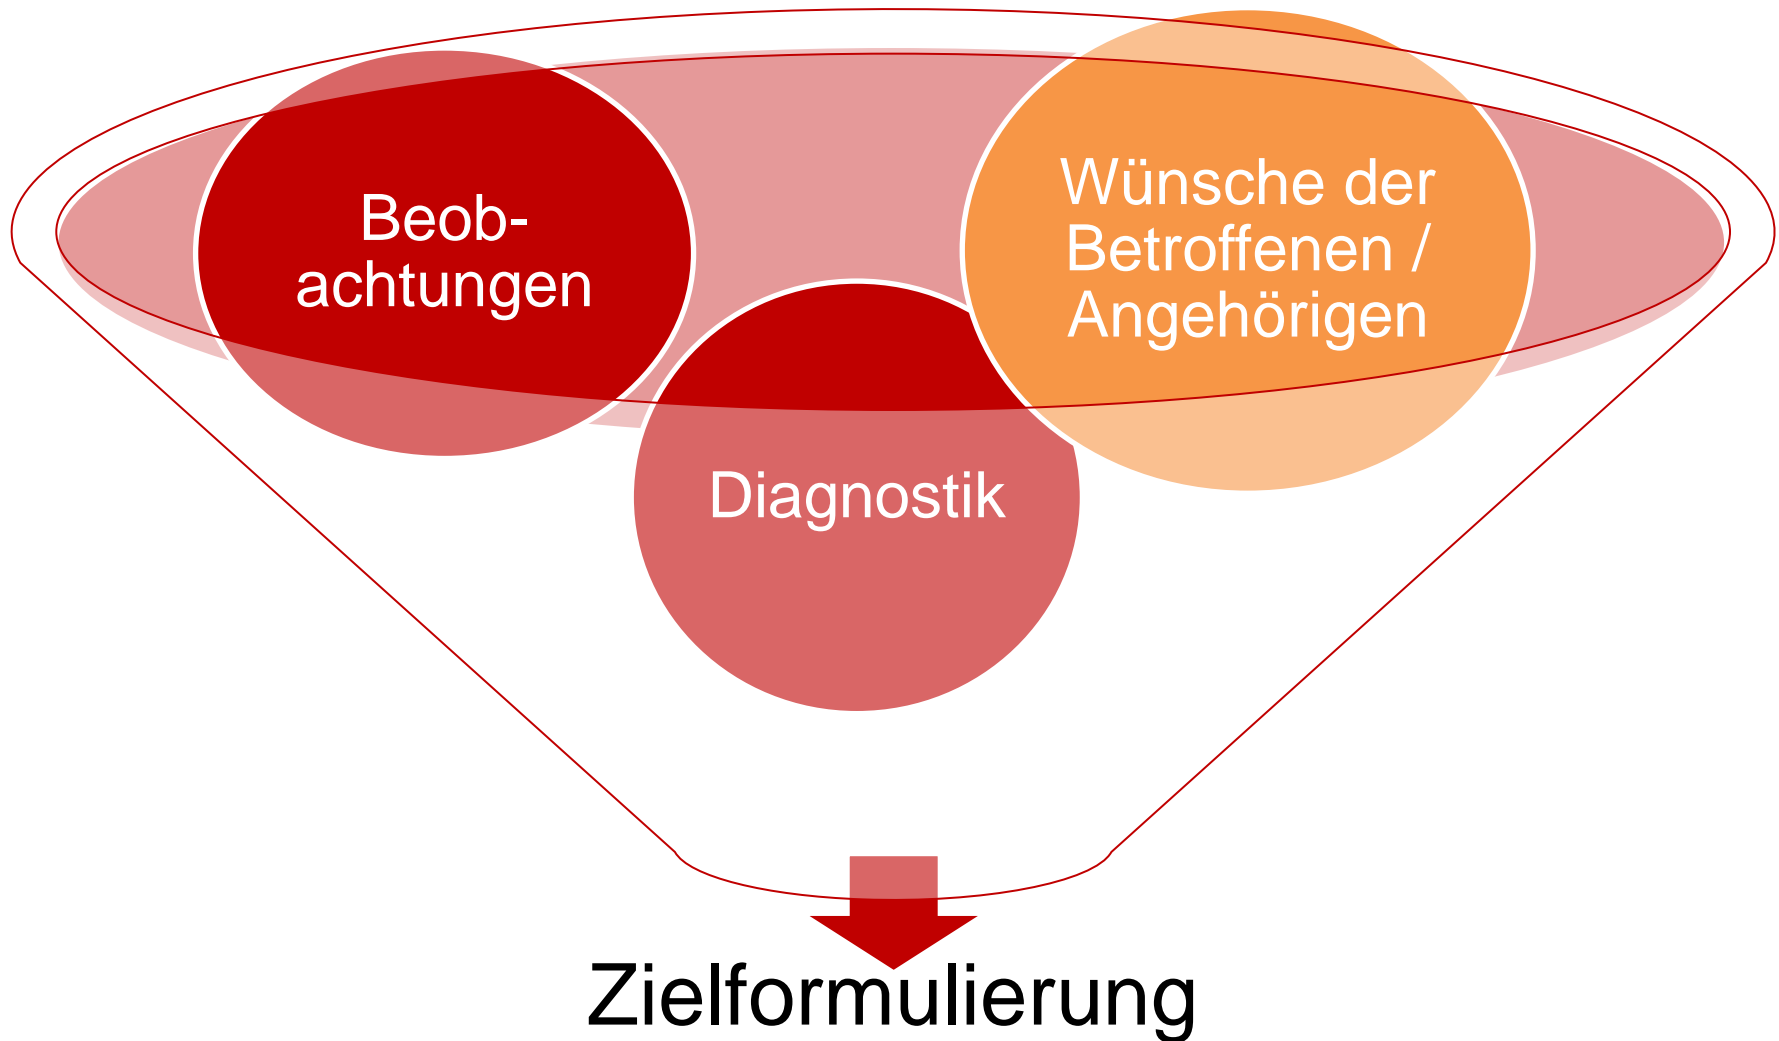 Beob-
achtungen
Wünsche der
Betroffenen /
Angehörigen
Diagnostik
Zielformulierung